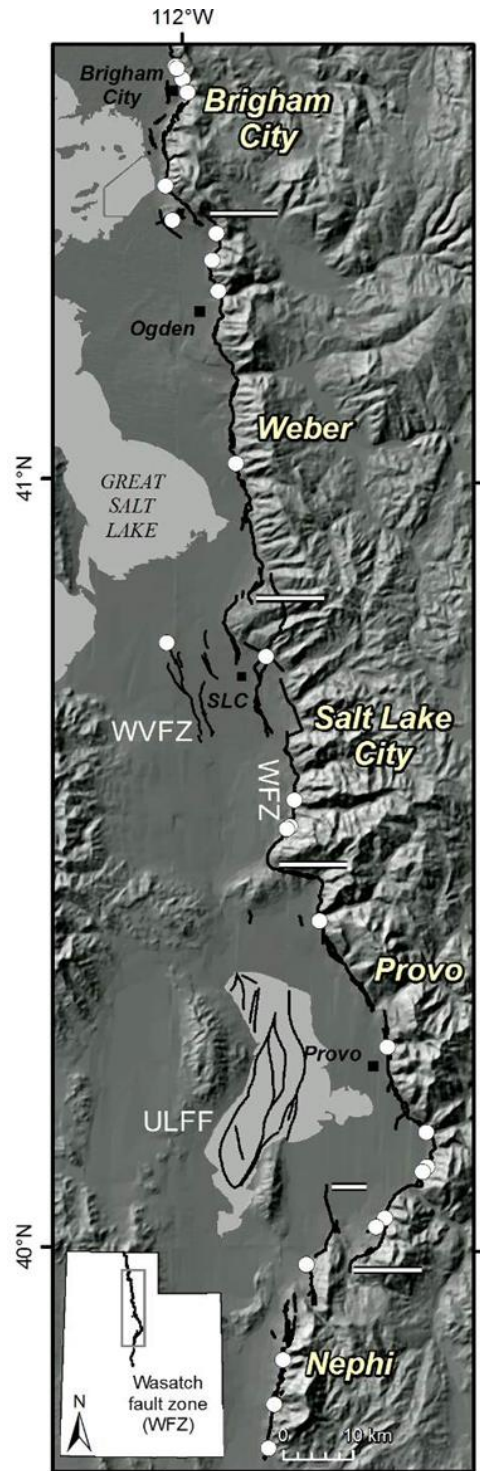 112°W
Brigham
City
Brigham
City
Ogden
Weber
41°N
GREAT
SALT
LAKE
SLC
WVFZ
Salt Lake
City
WFZ
Provo
Provo
ULFF
40°N
Nephi
Wasatch
fault zone
(WFZ)
N
0 10 km